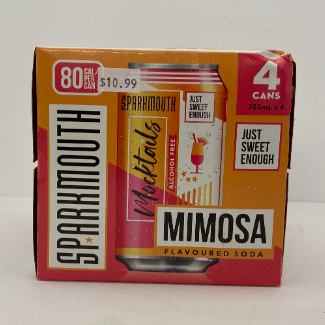 80 CAL/PER CAN
$10.99
4
CANS
355mL x 4
SPARKMOUTH
SPARKMOUTH
Mocktails
ALCOHOL FREE
JUST
SWEET
ENOUGH
JUST
SWEET
ENOUGH
MIMOSA
FLAVOURED SODA